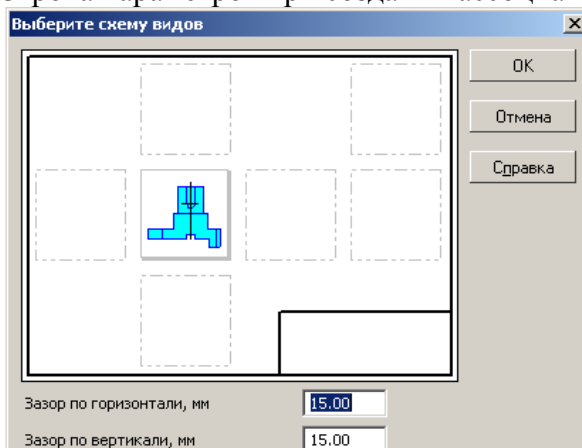 Выберите схему видов
OK
Отмена
Справка
Зазор по горизонтали, мм 15.00
Зазор по вертикали, мм 15.00